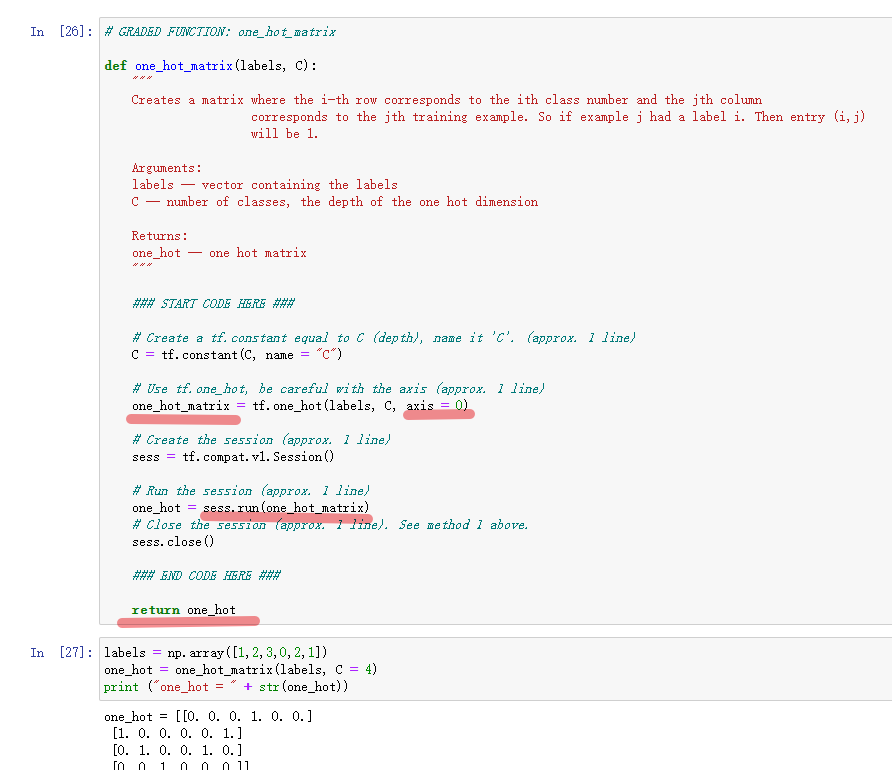 In [26]: # GRADED FUNCTION: one_hot_matrix
def one_hot_matrix(labels, C):
"""
Creates a matrix where the i-th row corresponds to the ith class number and the jth column
corresponds to the jth training example. So if example j had a label i. Then entry (i,j)
will be 1.
Arguments:
labels -- vector containing the labels
C -- number of classes, the depth of the one hot dimension
Returns:
one_hot -- one hot matrix
"""
### START CODE HERE ###
# Create a tf.constant equal to C (depth), name it 'C'. (approx. 1 line)
C = tf.constant(C, name = "C")
# Use tf.one_hot, be careful with the axis (approx. 1 line)
one_hot_matrix = tf.one_hot(labels, C, axis = 0)
# Create the session (approx. 1 line)
sess = tf.compat.v1.Session()
# Run the session (approx. 1 line)
one_hot = sess.run(one_hot_matrix)
# Close the session (approx. 1 line). See method 1 above.
sess.close()
### END CODE HERE ###
return one_hot
In [27]: labels = np.array([1,2,3,0,2,1])
one_hot = one_hot_matrix(labels, C = 4)
print ("one_hot = " + str(one_hot))
one_hot = [[0. 0. 0. 1. 0. 0.]
[1. 0. 0. 0. 0. 1.]
[0. 1. 0. 0. 1. 0.]
[0. 0. 1. 0. 0. 0.]]